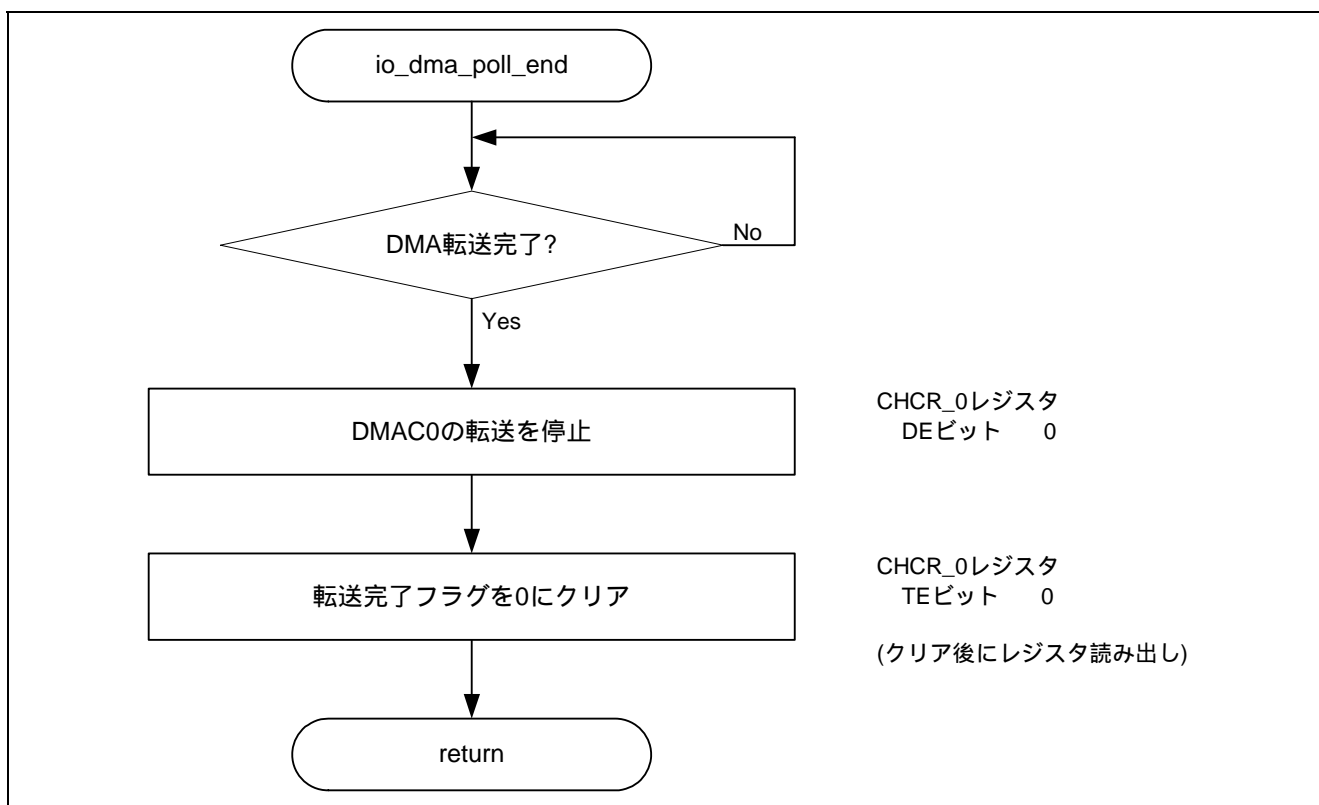 io_dma_poll_end
DMA転送完了?
No
Yes
DMAC0の転送を停止
CHCR_0レジスタ
DEビット 0
転送完了フラグを0にクリア
CHCR_0レジスタ
TEビット 0
(クリア後にレジスタ読み出し)
return